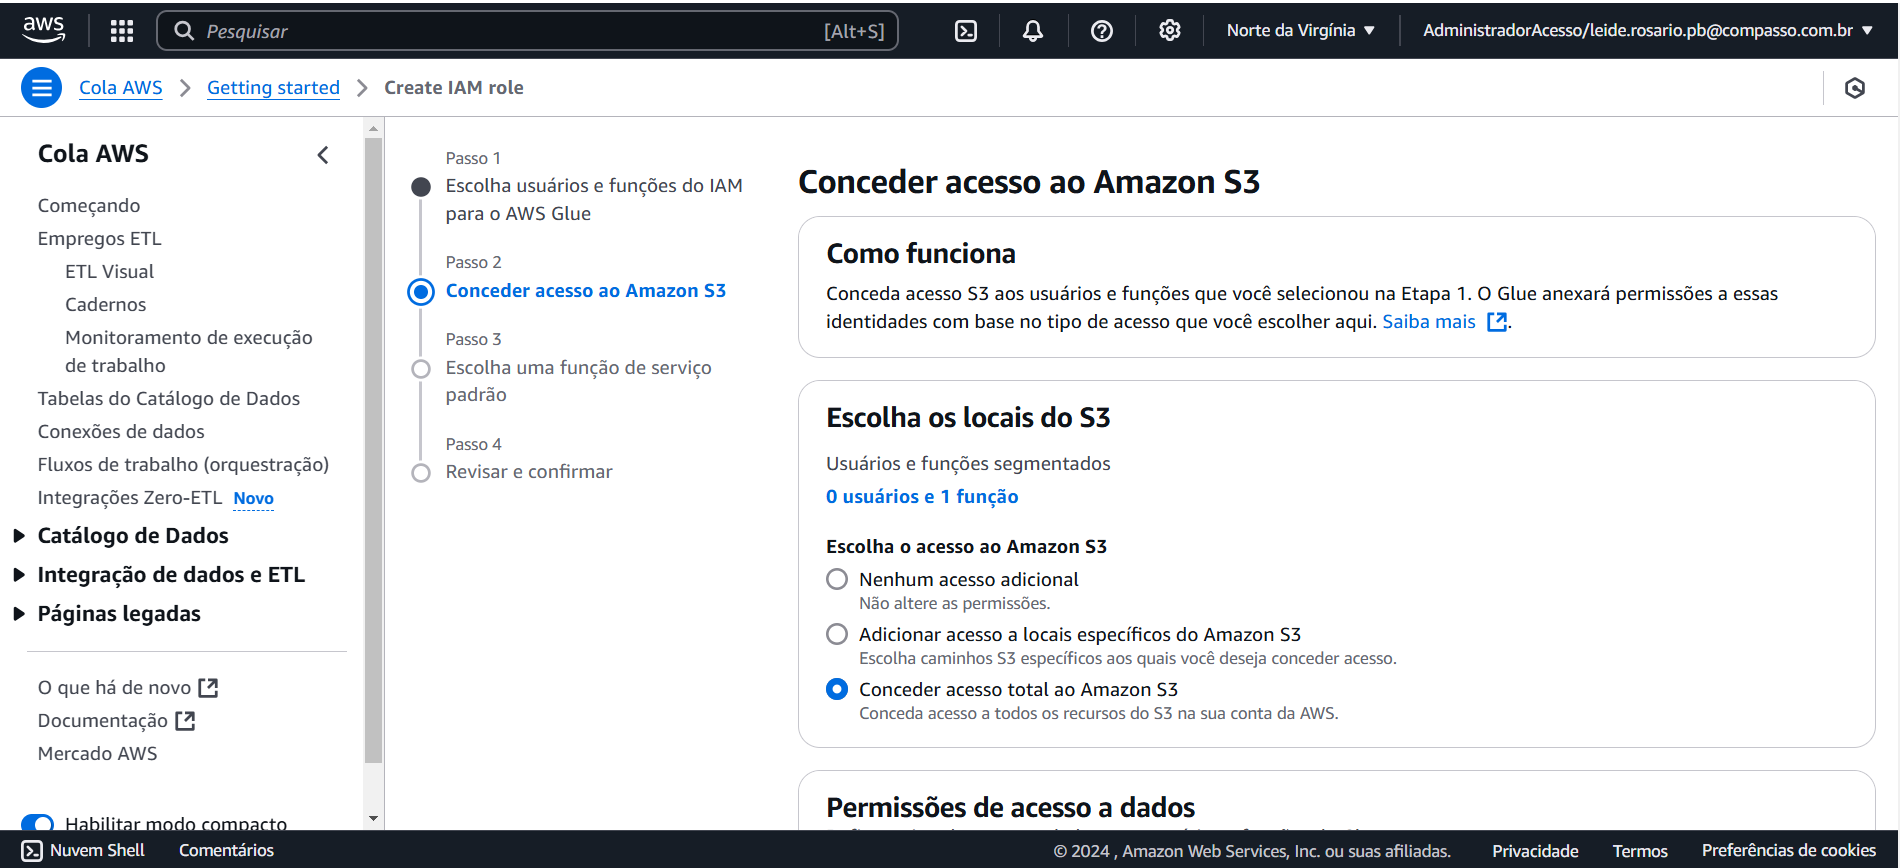 aws
Pesquisar
[Alt+S]
Norte da Virgínia
AdministradorAcesso/leide.rosario.pb@compasso.com.br
Cola AWS
Getting started
Create IAM role
Cola AWS
Começando
Empregos ETL
ETL Visual
Cadernos
Monitoramento de execução
de trabalho
Tabelas do Catálogo de Dados
Conexões de dados
Fluxos de trabalho (orquestração)
Integrações Zero-ETL Novo
Catálogo de Dados
Integração de dados e ETL
Páginas legadas
O que há de novo
Documentação
Mercado AWS
Habilitar modo compacto
Passo 1
Escolha usuários e funções do IAM
para o AWS Glue
Passo 2
Conceder acesso ao Amazon S3
Passo 3
Escolha uma função de serviço
padrão
Passo 4
Revisar e confirmar
Conceder acesso ao Amazon S3
Como funciona
Conceda acesso S3 aos usuários e funções que você selecionou na Etapa 1. O Glue anexará permissões a essas
identidades com base no tipo de acesso que você escolher aqui. Saiba mais .
Escolha os locais do S3
Usuários e funções segmentados
0 usuários e 1 função
Escolha o acesso ao Amazon S3
Nenhum acesso adicional
Não altere as permissões.
Adicionar acesso a locais específicos do Amazon S3
Escolha caminhos S3 específicos aos quais você deseja conceder acesso.
Conceder acesso total ao Amazon S3
Conceda acesso a todos os recursos do S3 na sua conta da AWS.
Permissões de acesso a dados
Nuvem Shell
Comentários
© 2024 , Amazon Web Services, Inc. ou suas afiliadas.
Privacidade
Termos
Preferências de cookies